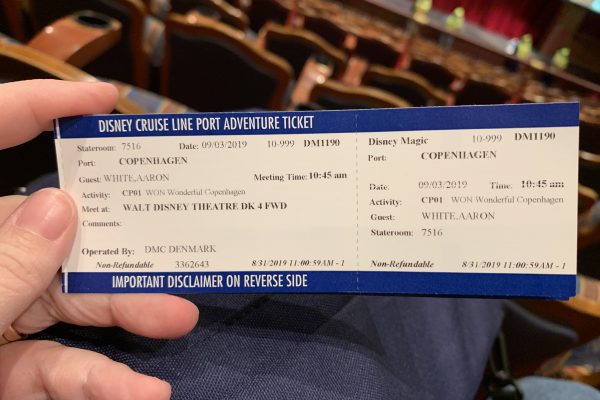 DISNEY CRUISE LINE PORT ADVENTURE TICKET
Stateroom: 7516 Date: 09/03/2019 10-999 DM1190
Port: COPENHAGEN
Guest: WHITE,AARON Meeting Time: 10:45 am
Activity: CP01 WON Wonderful Copenhagen
Meet at: WALT DISNEY THEATRE DK 4 FWD
Comments:
Operated By: DMC DENMARK
Non-Refundable 3362643 8/31/2019 11:00:59AM - 1
IMPORTANT DISCLAIMER ON REVERSE SIDE
Disney Magic 10-999 DM1190
Port: COPENHAGEN
Date: 09/03/2019 Time: 10:45 am
Activity: CP01 WON Wonderful Copenhagen
Guest: WHITE,AARON
Stateroom: 7516
Non-Refundable 8/31/2019 11:00:59AM - 1